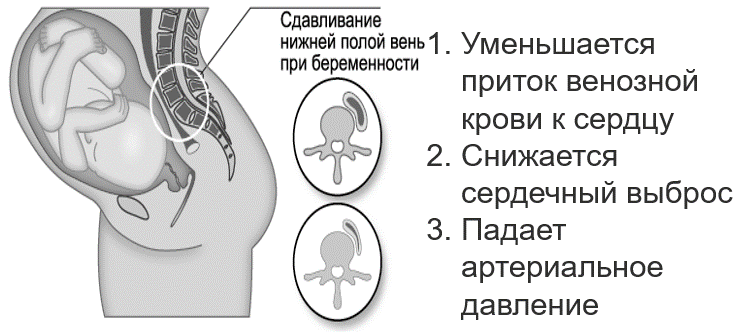 Сдавливание
нижней полой вень
при беременности
1. Уменьшается
приток венозной
крови к сердцу
2. Снижается
сердечный выброс
3. Падает
артериальное
давление